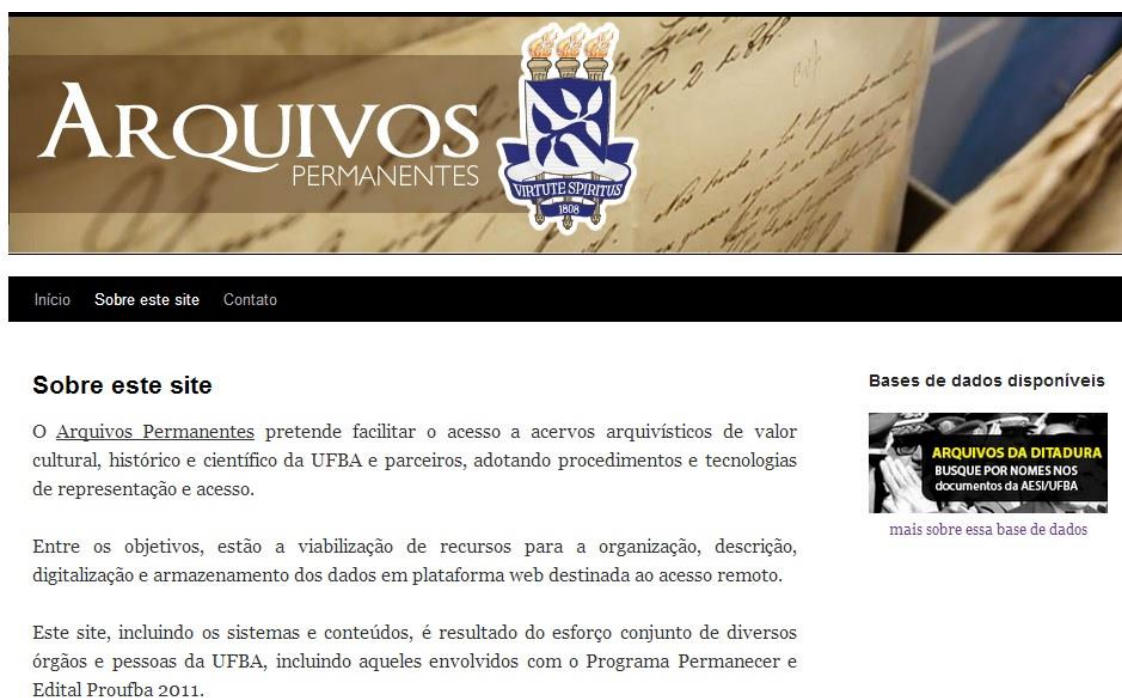 ARQUIVOS
PERMANENTES
VIRTUTE SPIRITUS
1808
Início Sobre este site Contato
Sobre este site
O Arquivos Permanentes pretende facilitar o acesso a acervos arquivísticos de valor
cultural, histórico e científico da UFBA e parceiros, adotando procedimentos e tecnologias
de representação e acesso.
Entre os objetivos, estão a viabilização de recursos para a organização, descrição,
digitalização e armazenamento dos dados em plataforma web destinada ao acesso remoto.
Este site, incluindo os sistemas e conteúdos, é resultado do esforço conjunto de diversos
órgãos e pessoas da UFBA, incluindo aqueles envolvidos com o Programa Permanecer e
Edital Proufba 2011.
Bases de dados disponíveis
ARQUIVOS DA DITADURA
BUSQUE POR NOMES NOS
documentos da AESI/UFBA
mais sobre essa base de dados